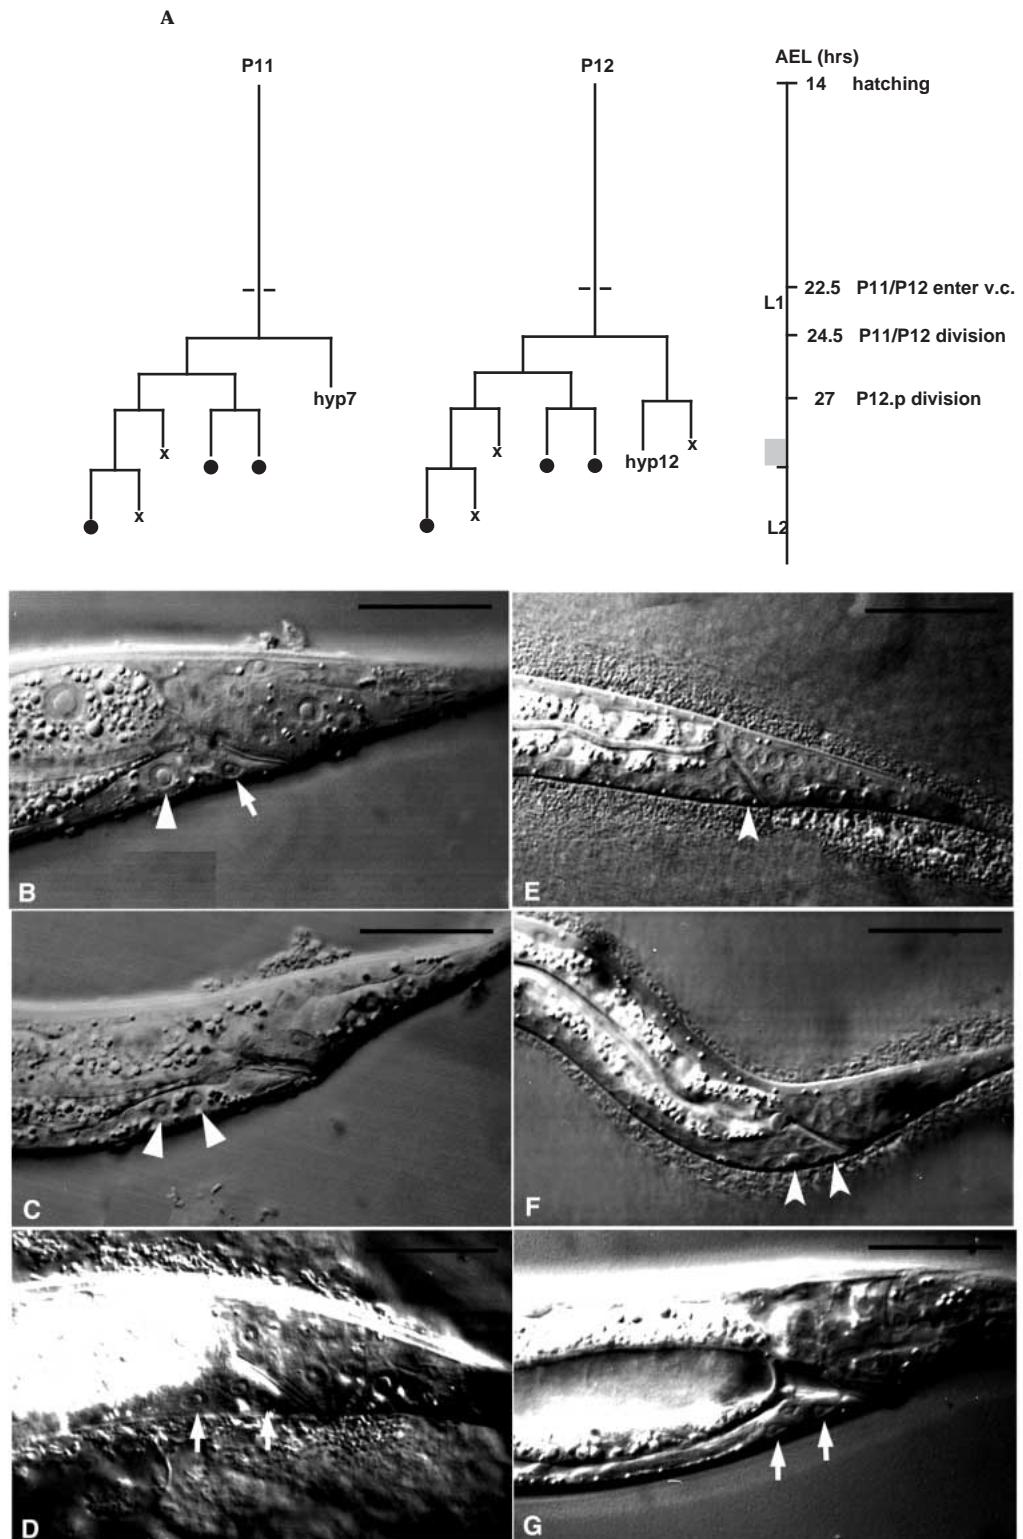 A
P11
P12
AEL (hrs)
14 hatching
22.5 P11/P12 enter v.c.
L1
24.5 P11/P12 division
hyp7
27 P12.p division
x
x
hyp12
x
x
x
L2
B
E
C
F
D
G